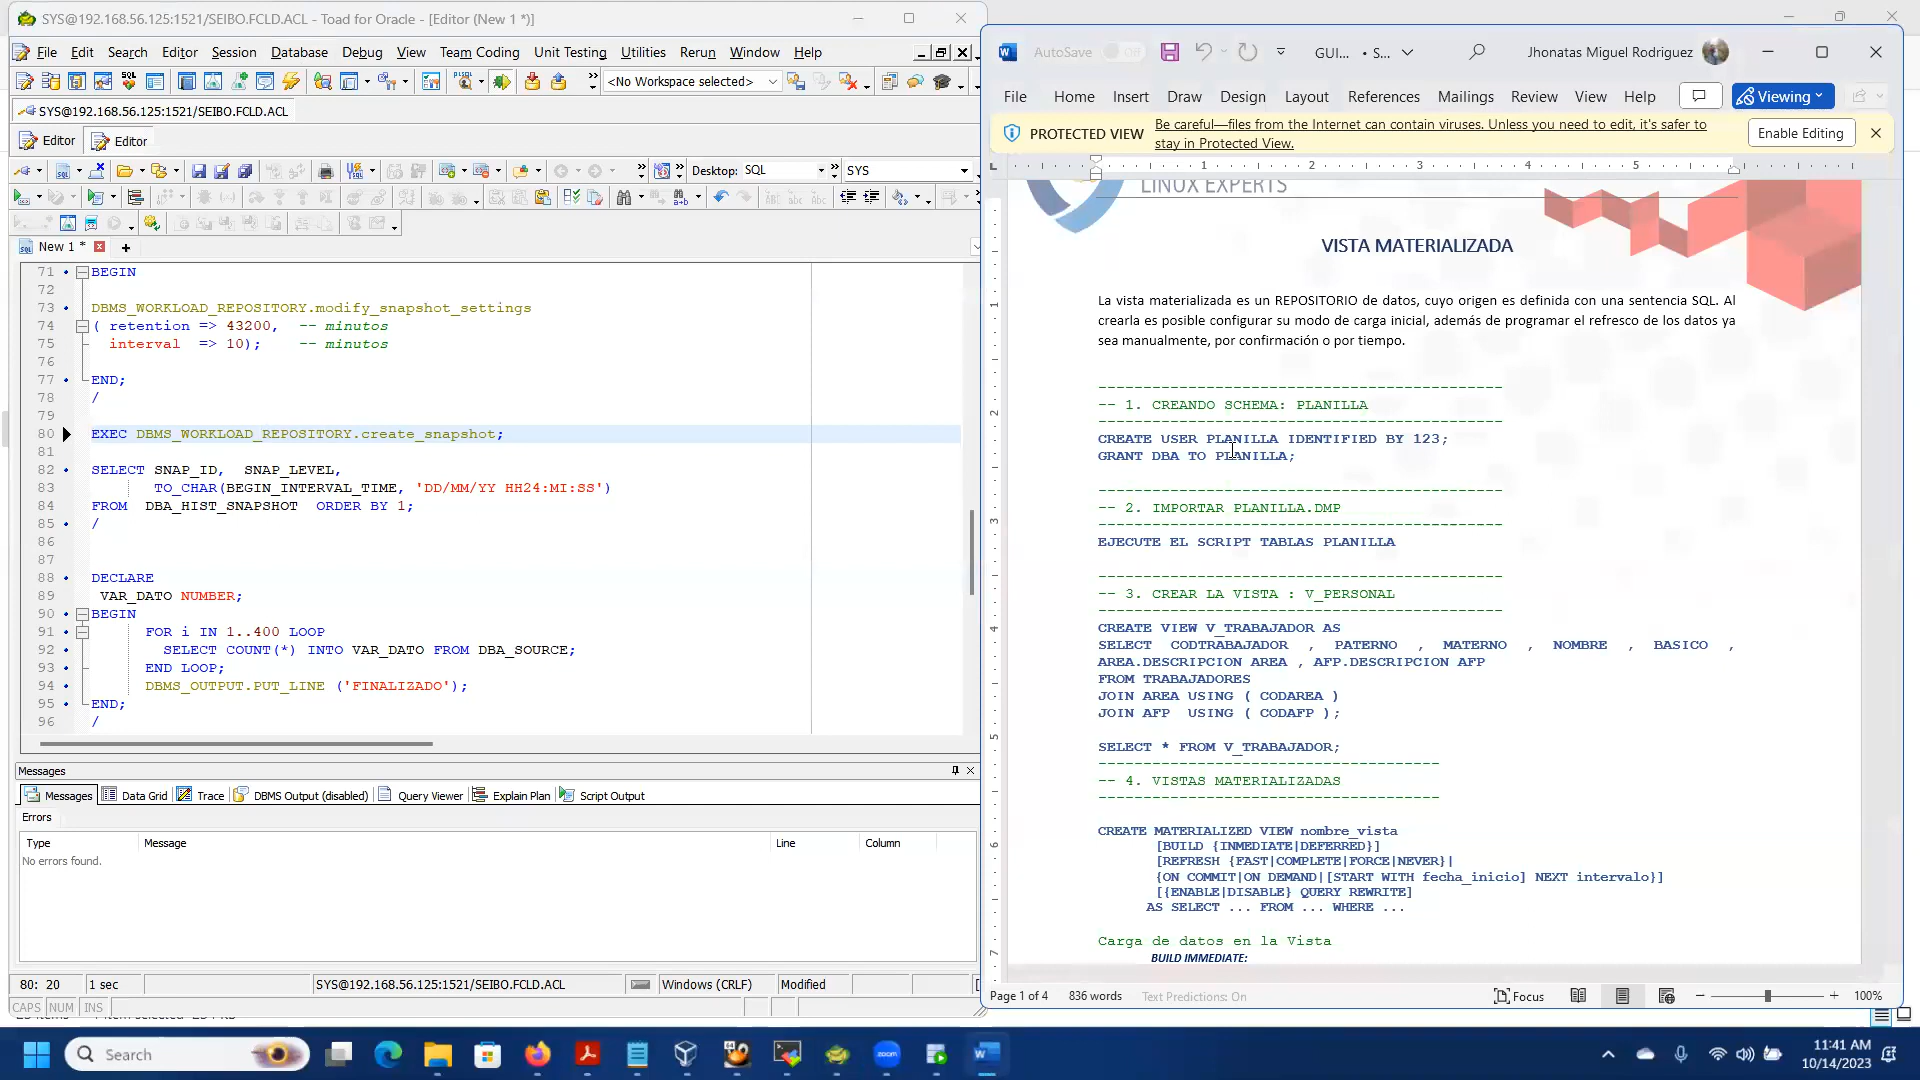 SYS@192.168.56.125:1521/SEIBO.FCLD.ACL - Toad for Oracle - [Editor (New 1 *)]
File Edit Search Editor Session Database Debug View Team Coding Unit Testing Utilities Rerun Window Help
<No Workspace selected>
SYS@192.168.56.125:1521/SEIBO.FCLD.ACL
Editor Editor
Desktop: SQL SYS
New 1 *
71 BEGIN
72
73 DBMS_WORKLOAD_REPOSITORY.modify_snapshot_settings
74 ( retention => 43200, -- minutos
75 interval => 10); -- minutos
76
77 END;
78 /
79
80 EXEC DBMS_WORKLOAD_REPOSITORY.create_snapshot;
81
82 SELECT SNAP_ID, SNAP_LEVEL,
83 TO_CHAR(BEGIN_INTERVAL_TIME, 'DD/MM/YY HH24:MI:SS')
84 FROM DBA_HIST_SNAPSHOT ORDER BY 1;
85 /
86
87
88 DECLARE
89 VAR_DATO NUMBER;
90 BEGIN
91 FOR i IN 1..400 LOOP
92 SELECT COUNT(*) INTO VAR_DATO FROM DBA_SOURCE;
93 END LOOP;
94 DBMS_OUTPUT.PUT_LINE ('FINALIZADO');
95 END;
96 /
Messages
Messages Data Grid Trace DBMS Output (disabled) Query Viewer Explain Plan Script Output
Errors
Type Message Line Column
No errors found.
80: 20 1 sec SYS@192.168.56.125:1521/SEIBO.FCLD.ACL Windows (CRLF) Modified
CAPS NUM INS
AutoSave Off GUI... • S... Jhonatas Miguel Rodriguez
File Home Insert Draw Design Layout References Mailings Review View Help Viewing
PROTECTED VIEW Be careful—files from the Internet can contain viruses. Unless you need to edit, it's safer to
stay in Protected View. Enable Editing
1 2 3 4 5
LINUX EXPERTS
VISTA MATERIALIZADA
La vista materializada es un REPOSITORIO de datos, cuyo origen es definida con una sentencia SQL. Al
crearla es posible configurar su modo de carga inicial, además de programar el refresco de los datos ya
sea manualmente, por confirmación o por tiempo.
---------------------------------------------
-- 1. CREANDO SCHEMA: PLANILLA
---------------------------------------------
CREATE USER PLANILLA IDENTIFIED BY 123;
GRANT DBA TO PLANILLA;
---------------------------------------------
-- 2. IMPORTAR PLANILLA.DMP
---------------------------------------------
EJECUTE EL SCRIPT TABLAS PLANILLA
---------------------------------------------
-- 3. CREAR LA VISTA : V_PERSONAL
---------------------------------------------
CREATE VIEW V_TRABAJADOR AS
SELECT CODTRABAJADOR , PATERNO , MATERNO , NOMBRE , BASICO ,
AREA.DESCRIPCION AREA , AFP.DESCRIPCION AFP
FROM TRABAJADORES
JOIN AREA USING ( CODAREA )
JOIN AFP USING ( CODAFP );
SELECT * FROM V_TRABAJADOR;
--------------------------------------
-- 4. VISTAS MATERIALIZADAS
--------------------------------------
CREATE MATERIALIZED VIEW nombre_vista
[BUILD {INMEDIATE|DEFERRED}]
[REFRESH {FAST|COMPLETE|FORCE|NEVER}|
{ON COMMIT|ON DEMAND|[START WITH fecha_inicio] NEXT intervalo}]
[{ENABLE|DISABLE} QUERY REWRITE]
AS SELECT ... FROM ... WHERE ...
Carga de datos en la Vista
BUILD IMMEDIATE:
Page 1 of 4 836 words Text Predictions: On Focus 100%
Search
11:41 AM
10/14/2023